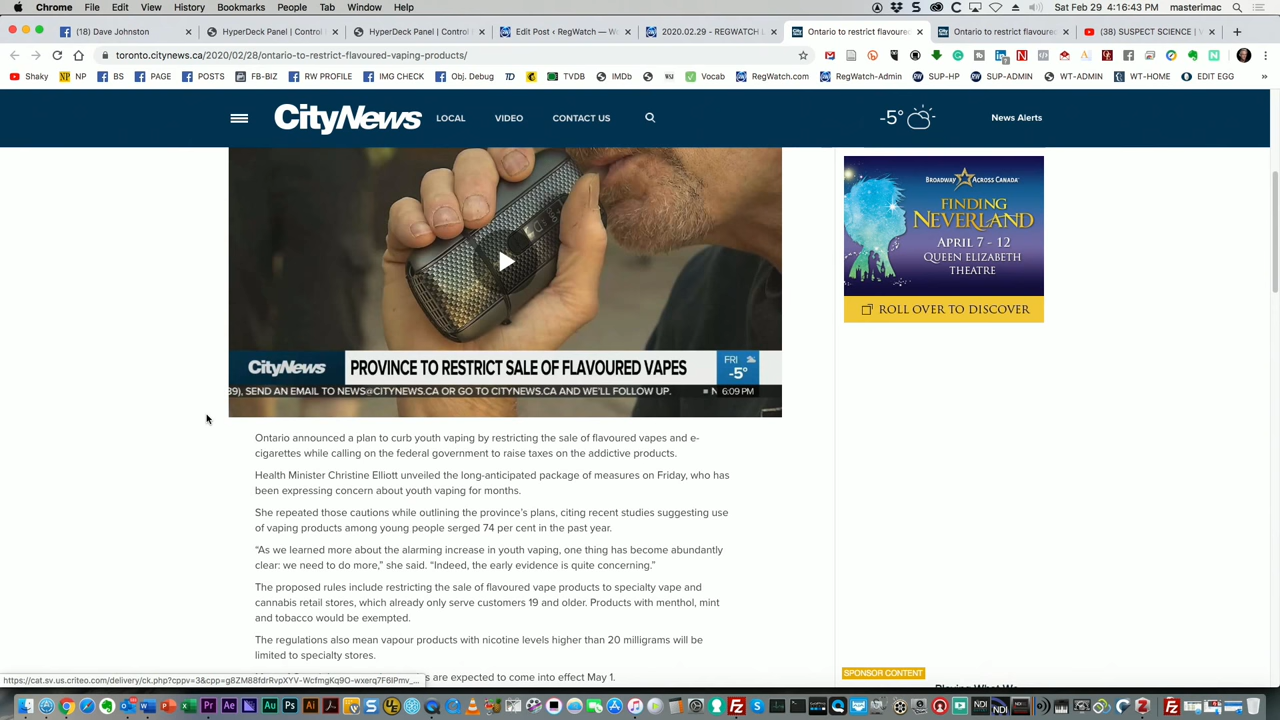 Chrome File Edit View History Bookmarks People Tab Window Help Sat Feb 29 4:16:43 PM masterimac
(18) Dave Johnston HyperDeck Panel | Control HyperDeck Panel | Control Edit Post ‹ RegWatch — W 2020.02.29 - REGWATCH L Ontario to restrict flavoure Ontario to restrict flavoured (38) SUSPECT SCIENCE |
toronto.citynews.ca/2020/02/28/ontario-to-restrict-flavoured-vaping-products/
Shaky NP BS PAGE POSTS FB-BIZ RW PROFILE IMG CHECK Obj. Debug TVDB IMDb Vocab RegWatch.com RegWatch-Admin SUP-HP SUP-ADMIN WT-ADMIN WT-HOME EDIT EGG »
CityNews LOCAL VIDEO CONTACT US -5° News Alerts
BROADWAY ACROSS CANADA
FINDING
NEVERLAND
APRIL 7 - 12
QUEEN ELIZABETH
THEATRE
ROLL OVER TO DISCOVER
CityNews PROVINCE TO RESTRICT SALE OF FLAVOURED VAPES FRI -5°
39), SEND AN EMAIL TO NEWS@CITYNEWS.CA OR GO TO CITYNEWS.CA AND WE'LL FOLLOW UP. N 6:09 PM
Ontario announced a plan to curb youth vaping by restricting the sale of flavoured vapes and e-
cigarettes while calling on the federal government to raise taxes on the addictive products.
Health Minister Christine Elliott unveiled the long-anticipated package of measures on Friday, who has
been expressing concern about youth vaping for months.
She repeated those cautions while outlining the province's plans, citing recent studies suggesting use
of vaping products among young people serged 74 per cent in the past year.
“As we learned more about the alarming increase in youth vaping, one thing has become abundantly
clear: we need to do more,” she said. “Indeed, the early evidence is quite concerning.”
The proposed rules include restricting the sale of flavoured vape products to specialty vape and
cannabis retail stores, which already only serve customers 19 and older. Products with menthol, mint
and tobacco would be exempted.
The regulations also mean vapour products with nicotine levels higher than 20 milligrams will be
limited to specialty stores.
s are expected to come into effect May 1.
SPONSOR CONTENT
Playing What We